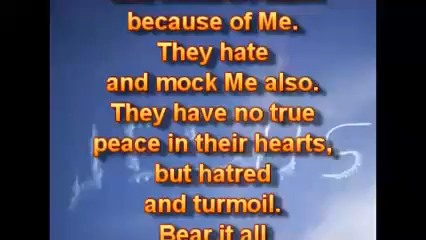 because of Me.
They hate
and mock Me also.
They have no true
peace in their hearts,
but hatred
and turmoil.
Bear it all